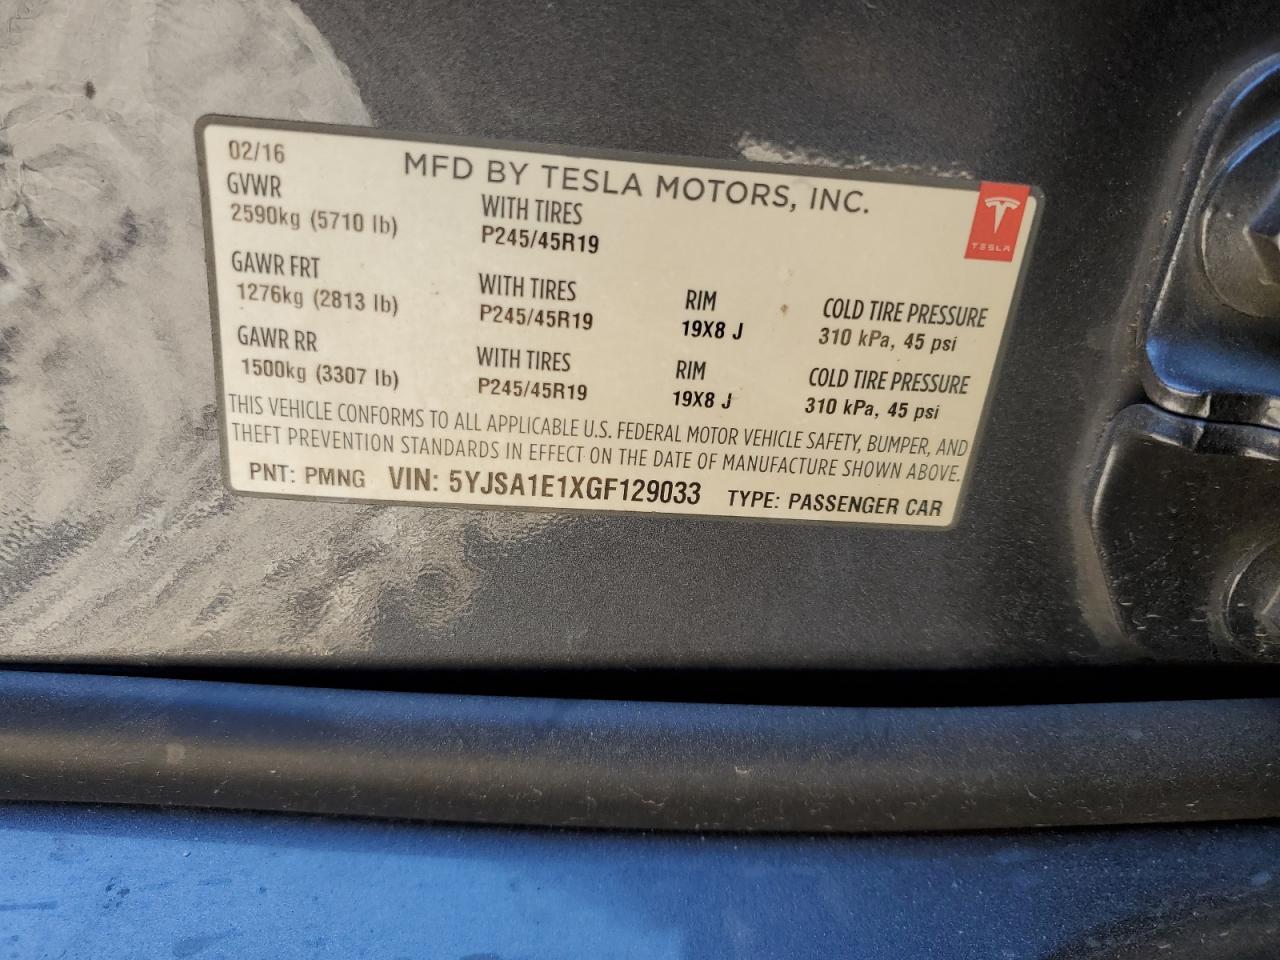 02/16
MFD BY TESLA MOTORS, INC.
TESLA
GVWR
2590kg (5710 lb)
WITH TIRES
P245/45R19
GAWR FRT
1276kg (2813 lb)
WITH TIRES
P245/45R19
RIM
19X8 J
COLD TIRE PRESSURE
310 kPa, 45 psi
GAWR RR
1500kg (3307 lb)
WITH TIRES
P245/45R19
RIM
19X8 J
COLD TIRE PRESSURE
310 kPa, 45 psi
THIS VEHICLE CONFORMS TO ALL APPLICABLE U.S. FEDERAL MOTOR VEHICLE SAFETY, BUMPER, AND
THEFT PREVENTION STANDARDS IN EFFECT ON THE DATE OF MANUFACTURE SHOWN ABOVE.
PNT: PMNG VIN: 5YJSA1E1XGF129033 TYPE: PASSENGER CAR